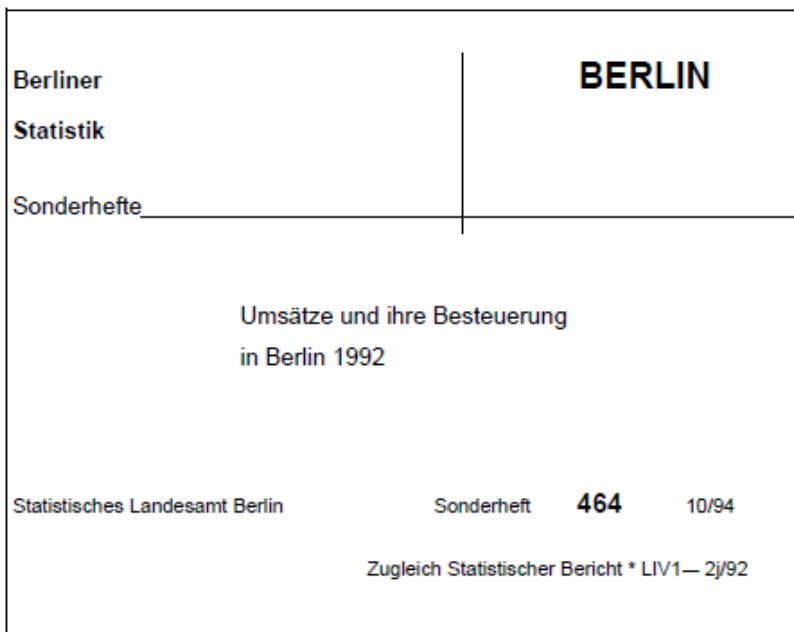 Berliner
BERLIN
Statistik
Sonderhefte
Umsätze und ihre Besteuerung
in Berlin 1992
Statistisches Landesamt Berlin Sonderheft 464 10/94
Zugleich Statistischer Bericht * LIV1— 2j/92